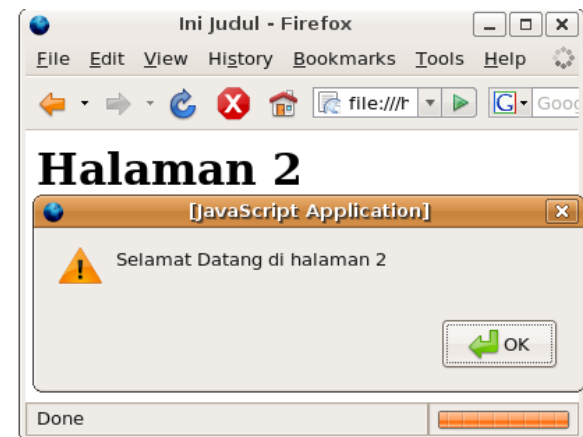 Ini Judul - Firefox
File Edit View History Bookmarks Tools Help
file:///h G Goog
Halaman 2
[JavaScript Application]
Selamat Datang di halaman 2
OK
Done